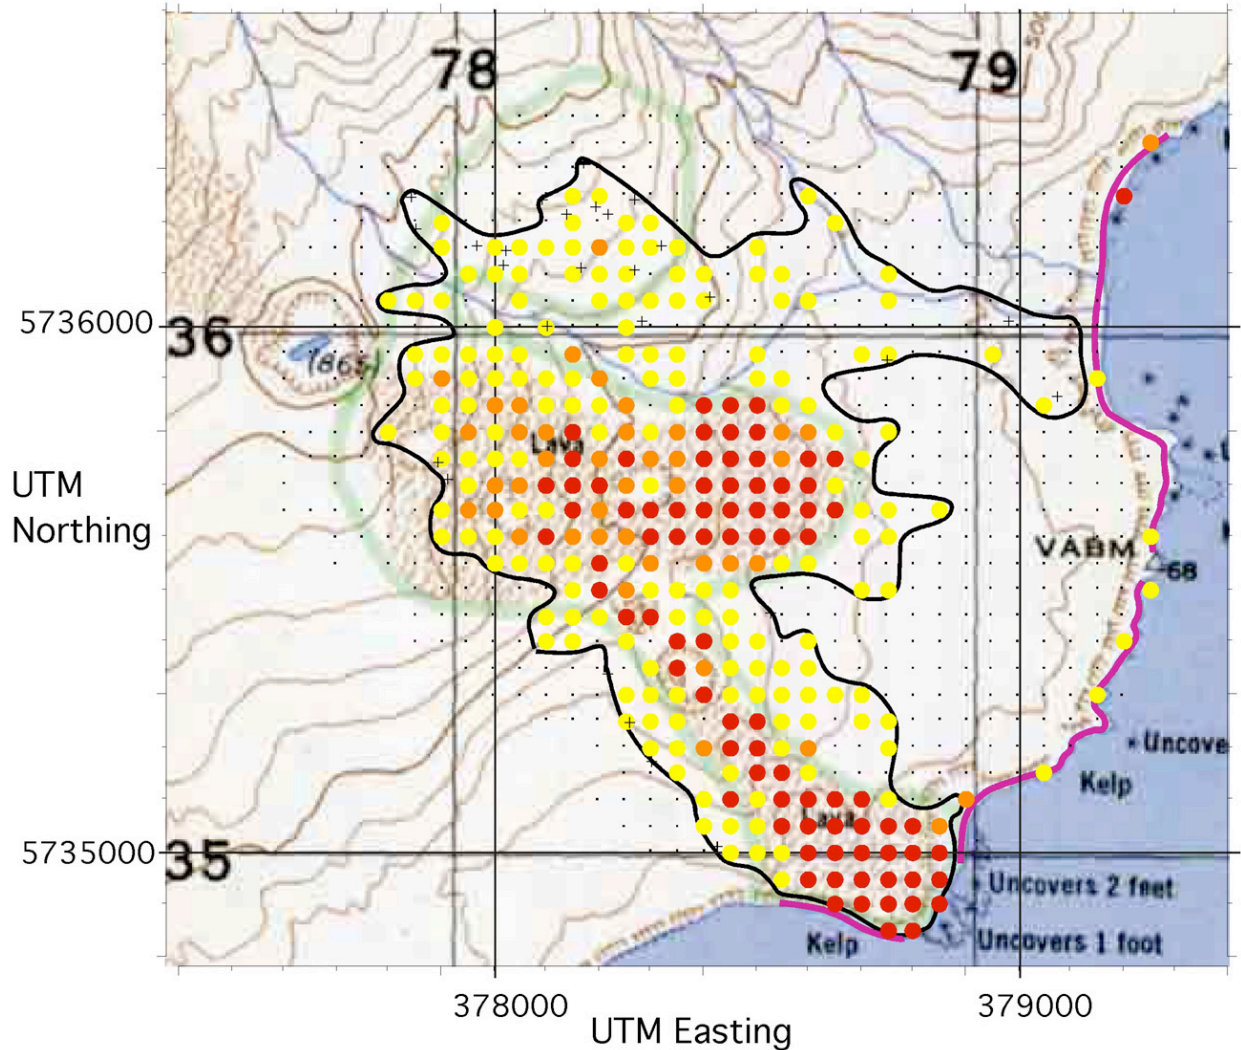 78
79
500
5736000
36
(865)
Lava
UTM
Northing
VABM
68
Uncove
Kelp
Lava
5735000
35
Uncovers 2 feet
Kelp
Uncovers 1 foot
378000
379000
UTM Easting